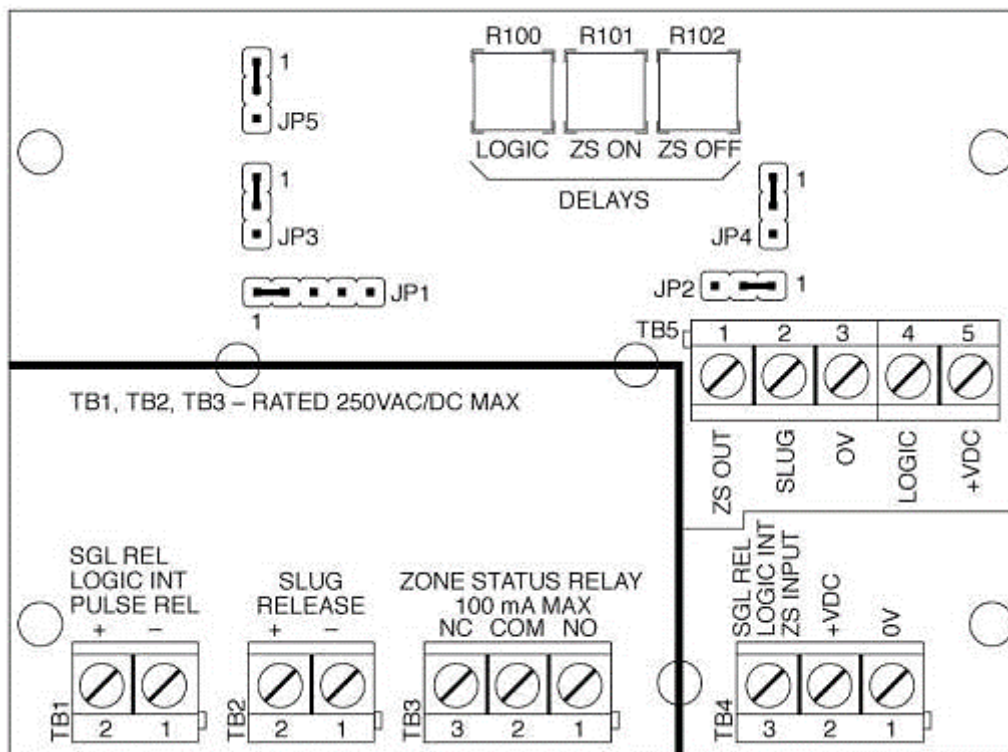 R100 R101 R102
1
JP5
LOGIC ZS ON ZS OFF
DELAYS
1
JP3
1
JP4
JP1
1
JP2 1
TB5 1 2 3 4 5
ZS OUT
SLUG
0V
LOGIC
+VDC
TB1, TB2, TB3 – RATED 250VAC/DC MAX
SGL REL
LOGIC INT
PULSE REL
+ −
TB1 2 1
SLUG
RELEASE
+ −
TB2 2 1
ZONE STATUS RELAY
100 mA MAX
NC COM NO
TB3 3 2 1
SGL REL
LOGIC INT
ZS INPUT
+VDC
0V
TB4 3 2 1